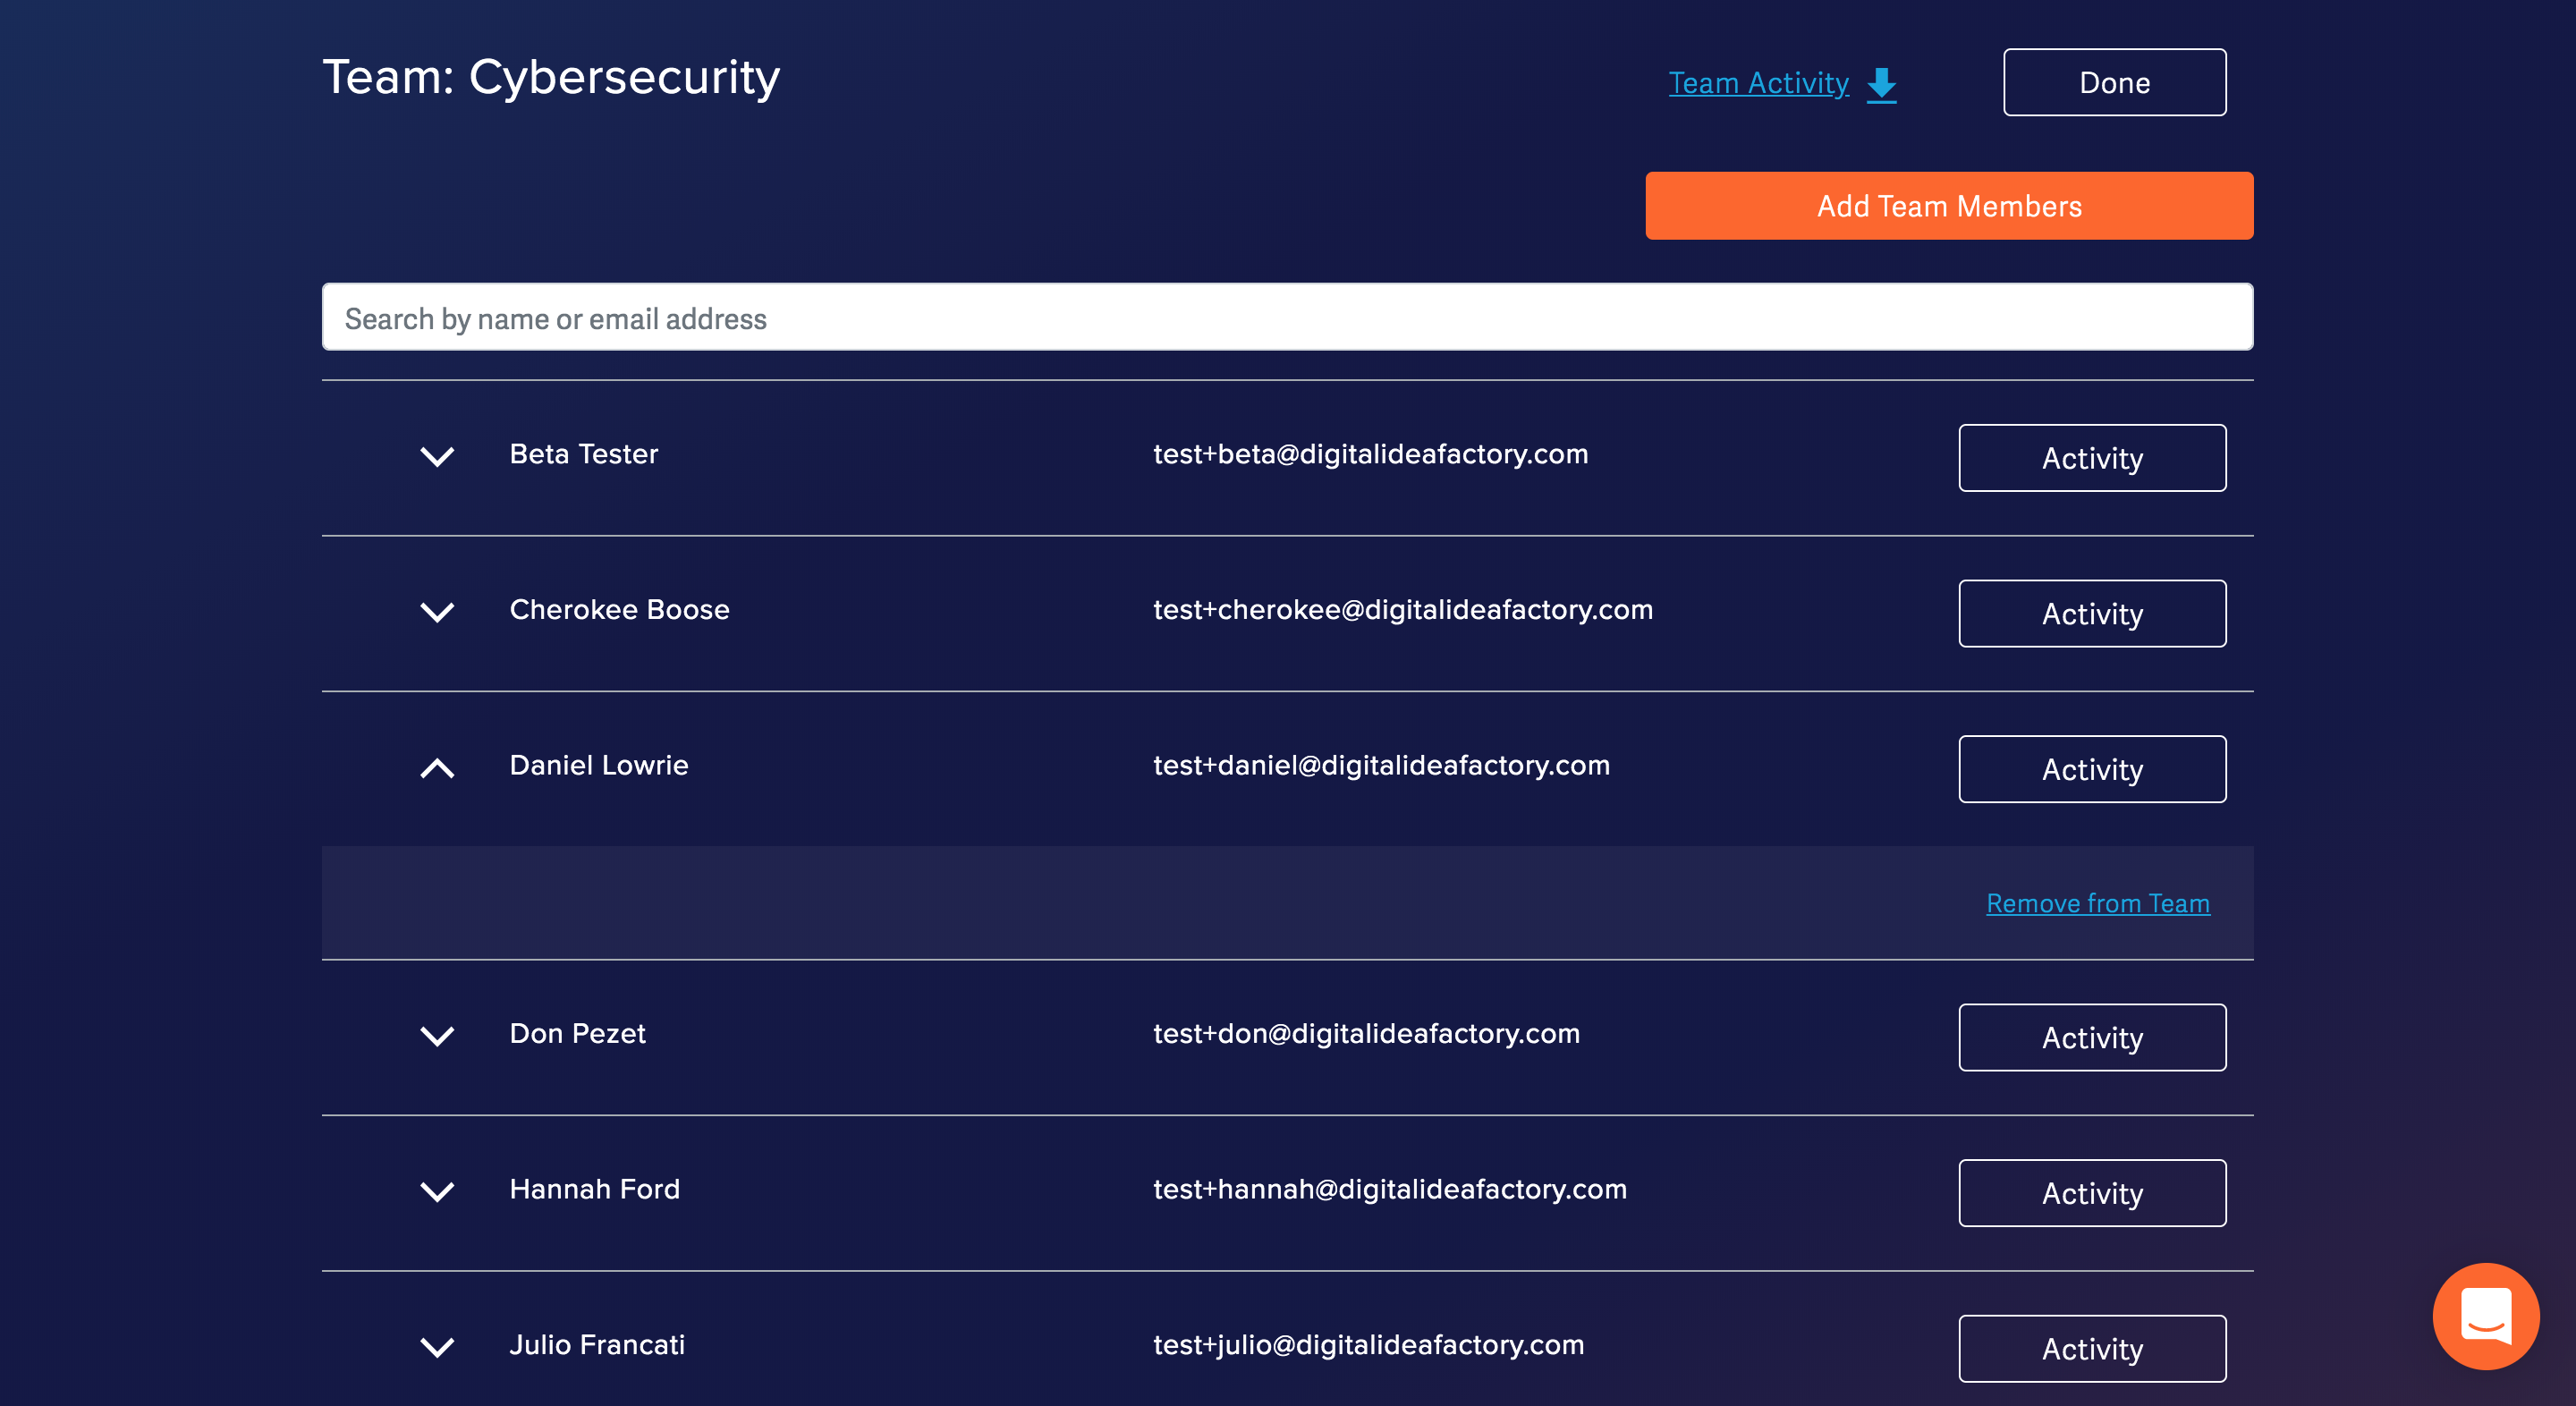 Team: Cybersecurity
Team Activity
Done
Add Team Members
Search by name or email address
Beta Tester test+beta@digitalideafactory.com Activity
Cherokee Boose test+cherokee@digitalideafactory.com Activity
Daniel Lowrie test+daniel@digitalideafactory.com Activity
Remove from Team
Don Pezet test+don@digitalideafactory.com Activity
Hannah Ford test+hannah@digitalideafactory.com Activity
Julio Francati test+julio@digitalideafactory.com Activity